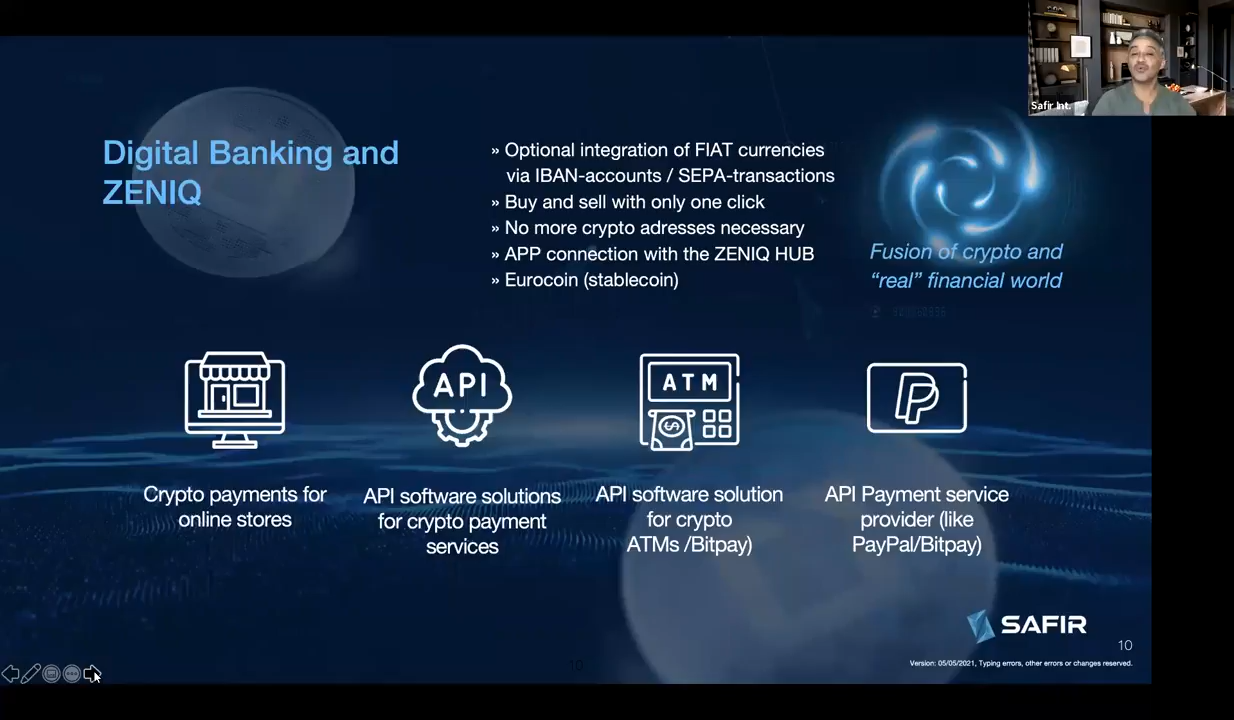 Safir Int.
Digital Banking and
ZENIQ
» Optional integration of FIAT currencies
via IBAN-accounts / SEPA-transactions
» Buy and sell with only one click
» No more crypto adresses necessary
» APP connection with the ZENIQ HUB
» Eurocoin (stablecoin)
Fusion of crypto and
“real” financial world
API
ATM
Crypto payments for
online stores
API software solutions
for crypto payment
services
API software solution
for crypto
ATMs /Bitpay)
API Payment service
provider (like
PayPal/Bitpay)
SAFIR
10
Version: 05/05/2021, Typing errors, other errors or changes reserved.